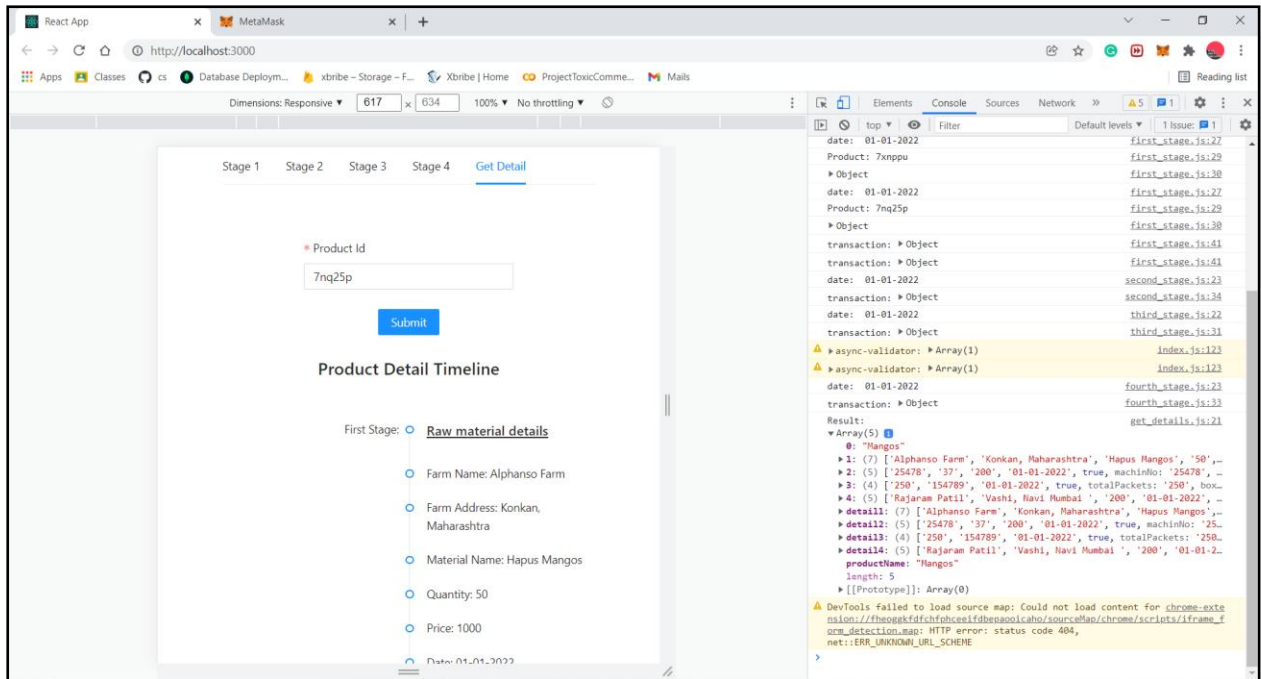 React App
MetaMask
http://localhost:3000
Apps Classes cs Database Deploym... xbribe – Storage – F... Xbribe | Home ProjectToxicComme... Mails Reading list
Dimensions: Responsive ▼ 617 x 634 100% ▼ No throttling ▼
Elements Console Sources Network » 5 1
top ▼ Filter Default levels ▼ 1 Issue: 1
Stage 1 Stage 2 Stage 3 Stage 4 Get Detail
* Product Id
7nq25p
Submit
Product Detail Timeline
First Stage: Raw material details
Farm Name: Alphanso Farm
Farm Address: Konkan,
Maharashtra
Material Name: Hapus Mangos
Quantity: 50
Price: 1000
Date: 01-01-2022
date: 01-01-2022 first_stage.js:27
Product: 7xnppu first_stage.js:29
▶Object first_stage.js:30
date: 01-01-2022 first_stage.js:27
Product: 7nq25p first_stage.js:29
▶Object first_stage.js:30
transaction: ▶Object first_stage.js:41
transaction: ▶Object first_stage.js:41
date: 01-01-2022 second_stage.js:23
transaction: ▶Object second_stage.js:34
date: 01-01-2022 third_stage.js:22
transaction: ▶Object third_stage.js:31
▶async-validator: ▶Array(1) index.js:123
▶async-validator: ▶Array(1) index.js:123
date: 01-01-2022 fourth_stage.js:23
transaction: ▶Object fourth_stage.js:33
Result: get_details.js:21
▼Array(5) i
0: "Mangos"
▶1: (7) ['Alphanso Farm', 'Konkan, Maharashtra', 'Hapus Mangos', '50',…
▶2: (5) ['25478', '37', '200', '01-01-2022', true, machinNo: '25478', …
▶3: (4) ['250', '154789', '01-01-2022', true, totalPackets: '250', box…
▶4: (5) ['Rajaram Patil', 'Vashi, Navi Mumbai ', '200', '01-01-2022', …
▶detail1: (7) ['Alphanso Farm', 'Konkan, Maharashtra', 'Hapus Mangos',…
▶detail2: (5) ['25478', '37', '200', '01-01-2022', true, machinNo: '25…
▶detail3: (4) ['250', '154789', '01-01-2022', true, totalPackets: '250…
▶detail4: (5) ['Rajaram Patil', 'Vashi, Navi Mumbai ', '200', '01-01-2…
productName: "Mangos"
length: 5
▶[[Prototype]]: Array(0)
DevTools failed to load source map: Could not load content for chrome-exte
nsion://fheoggkfdfchfphceeifdbepaooicaho/sourceMap/chrome/scripts/iframe_f
orm_detection.map: HTTP error: status code 404,
net::ERR_UNKNOWN_URL_SCHEME